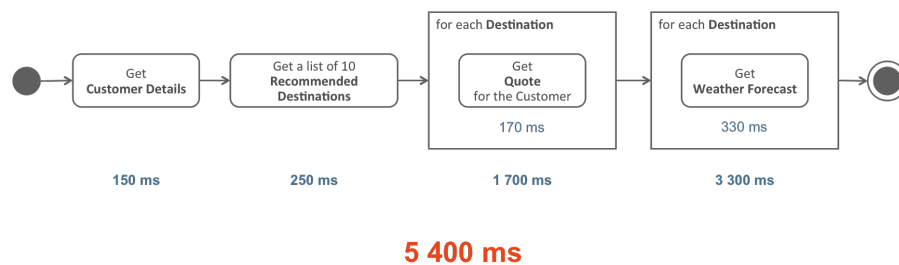 for each Destination
for each Destination
Get
Customer Details
Get a list of 10
Recommended
Destinations
Get
Quote
for the Customer
Get
Weather Forecast
170 ms
330 ms
150 ms
250 ms
1 700 ms
3 300 ms
5 400 ms